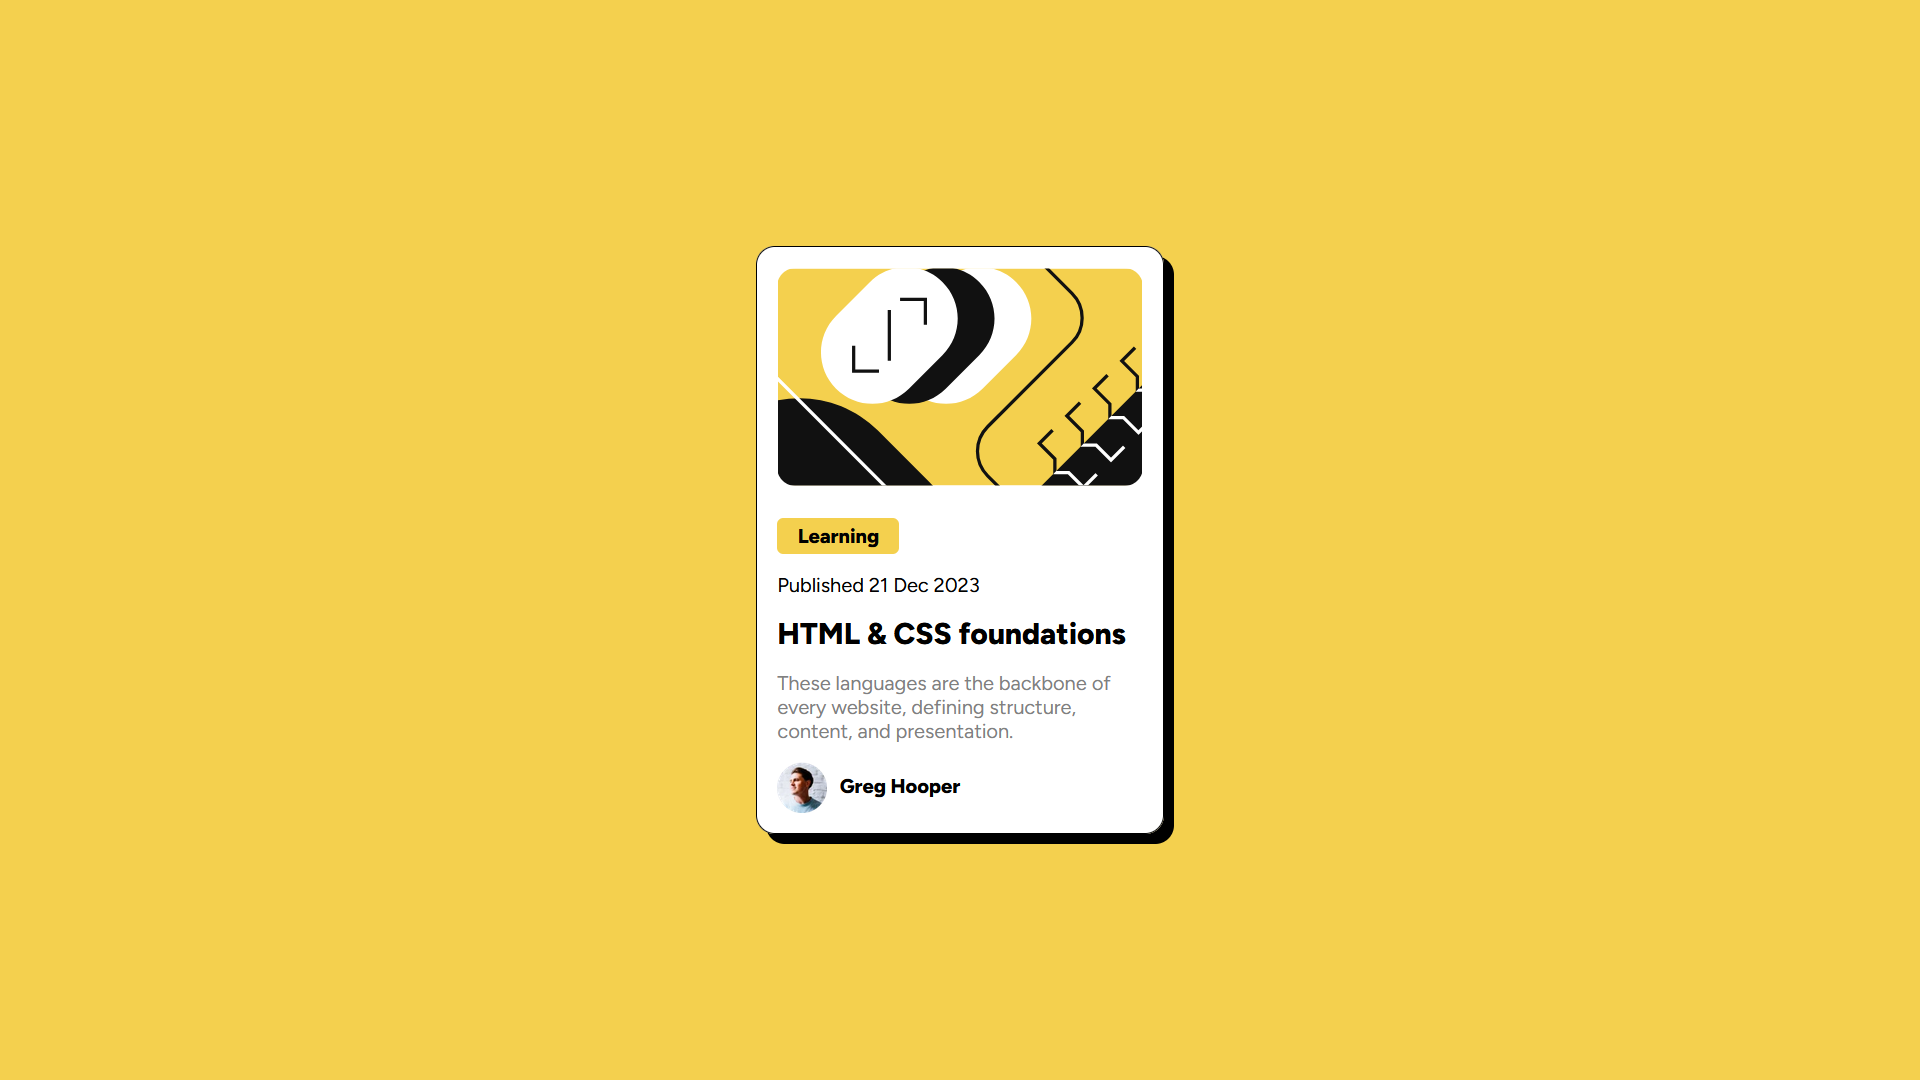 Learning
Published 21 Dec 2023
HTML & CSS foundations
These languages are the backbone of
every website, defining structure,
content, and presentation.
Greg Hooper